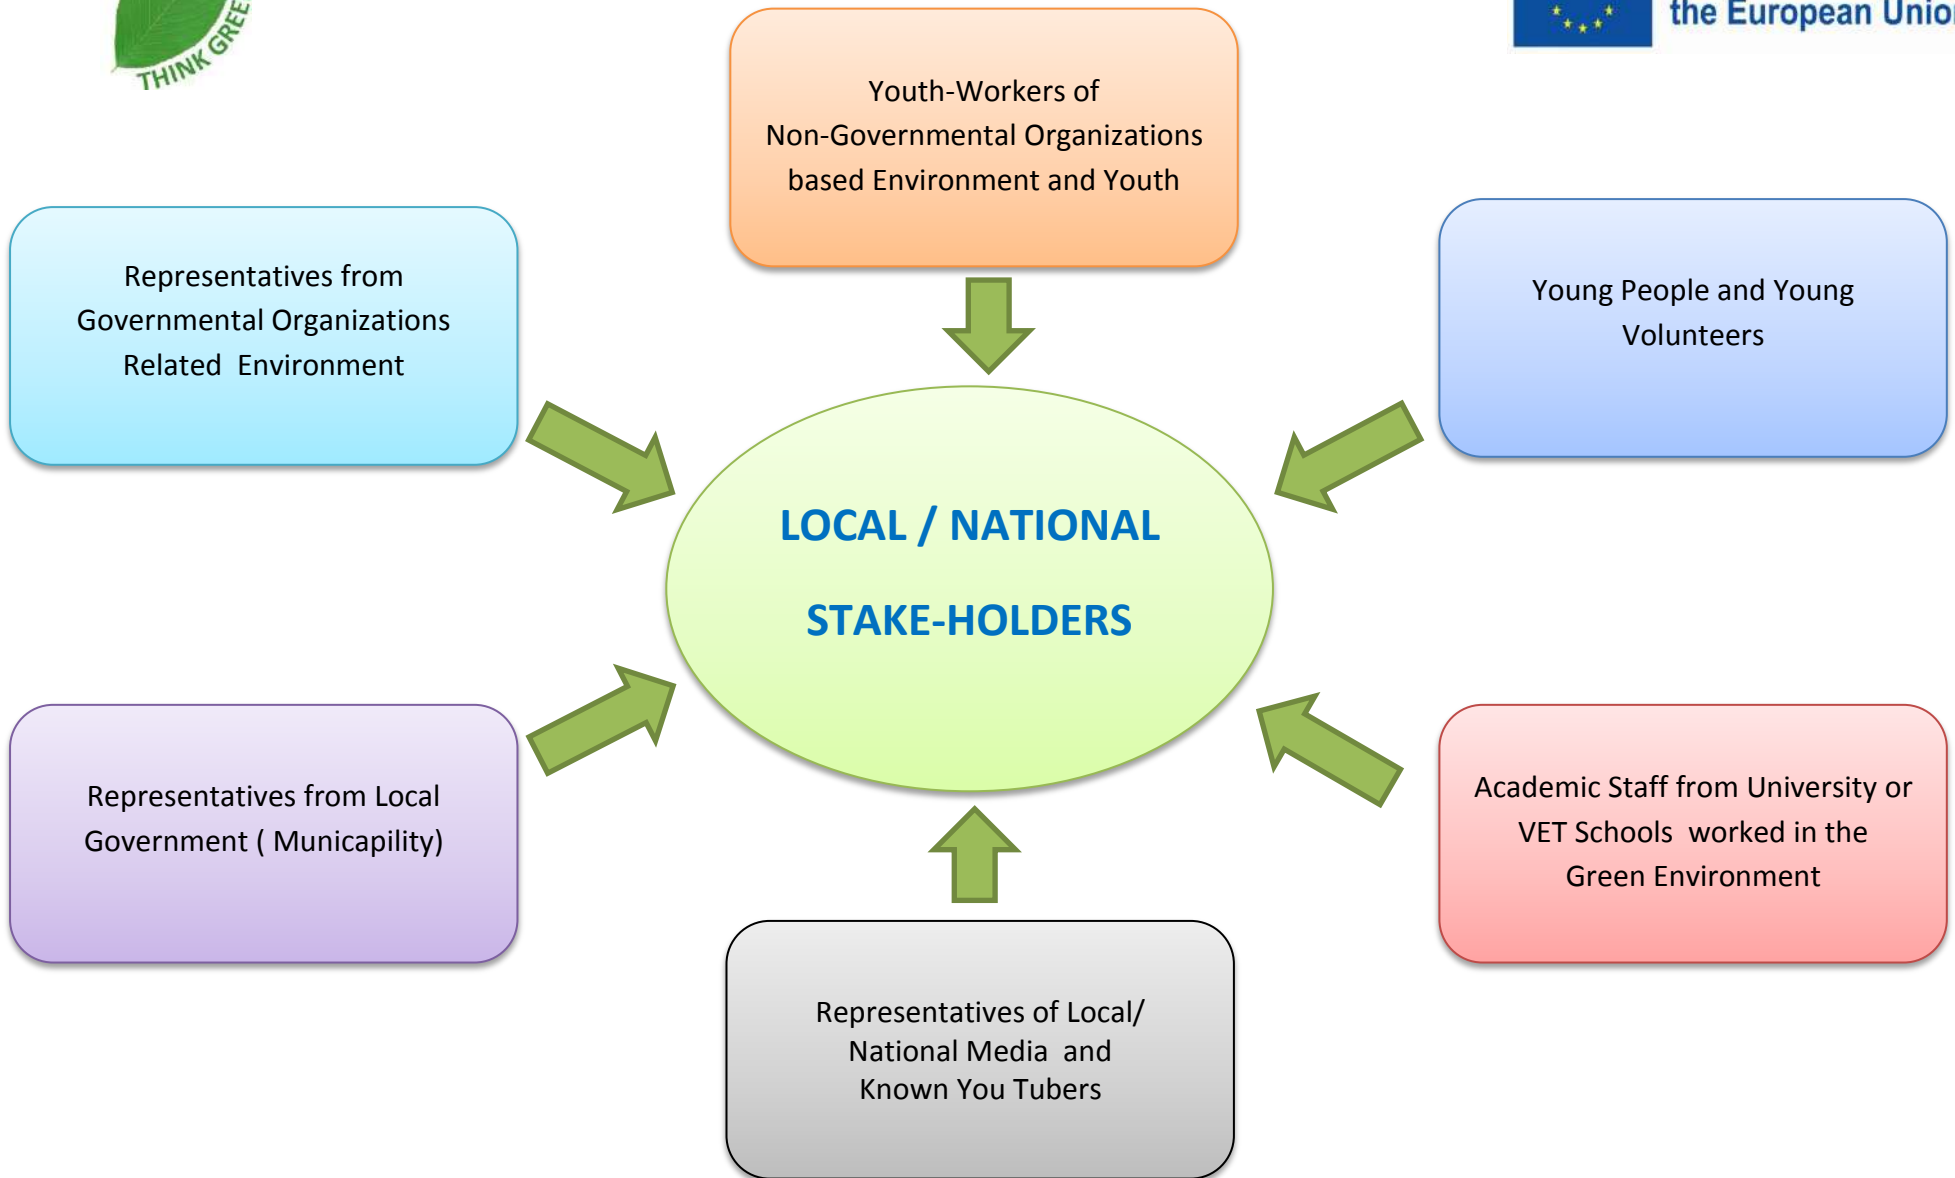 THINK GREEN
the European Union
Youth-Workers of
Non-Governmental Organizations
based Environment and Youth
Representatives from
Governmental Organizations
Related  Environment
Young People and Young
Volunteers
LOCAL / NATIONAL
STAKE-HOLDERS
Representatives from Local
Government ( Municapility)
Academic Staff from University or
VET Schools  worked in the
Green Environment
Representatives of Local/
National Media  and
Known You Tubers